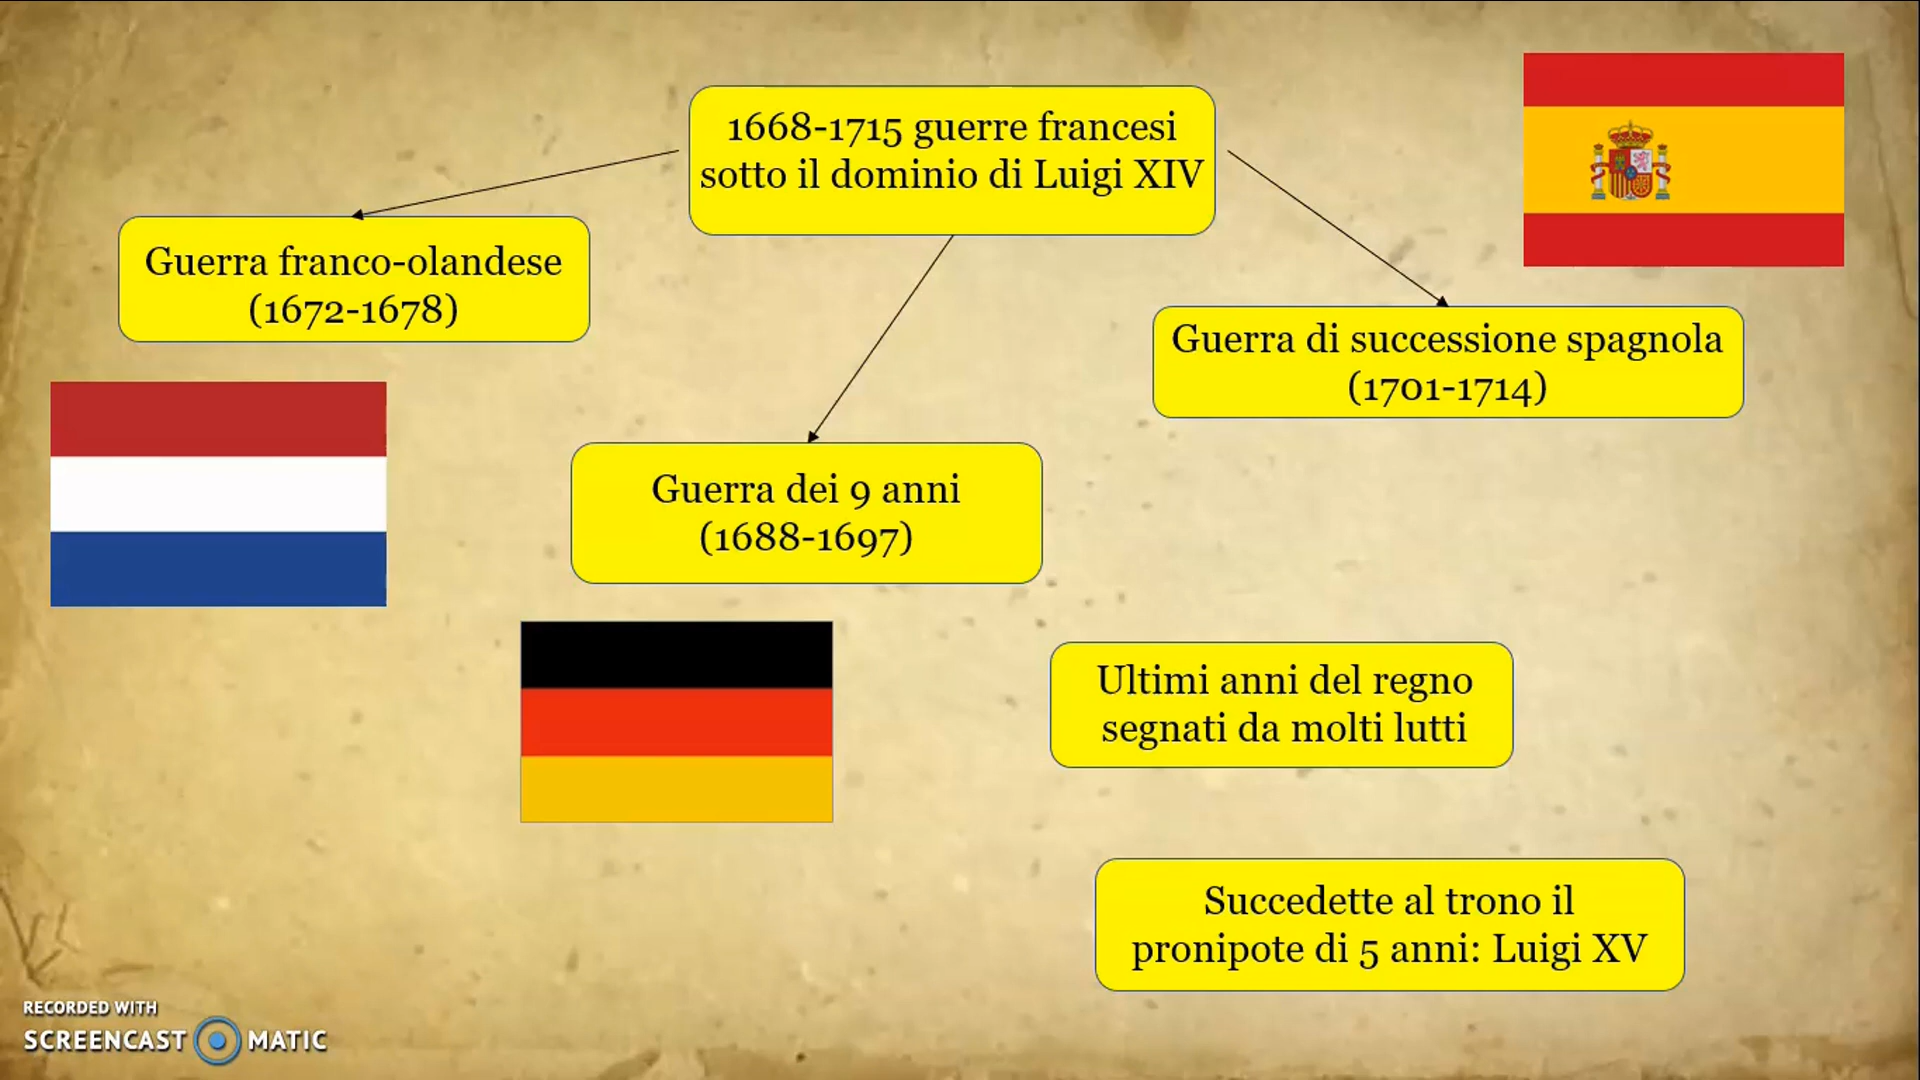 1668-1715 guerre francesi
sotto il dominio di Luigi XIV
Guerra franco-olandese
(1672-1678)
Guerra di successione spagnola
(1701-1714)
Guerra dei 9 anni
(1688-1697)
Ultimi anni del regno
segnati da molti lutti
Succedette al trono il
pronipote di 5 anni: Luigi XV
RECORDED WITH
SCREENCAST MATIC